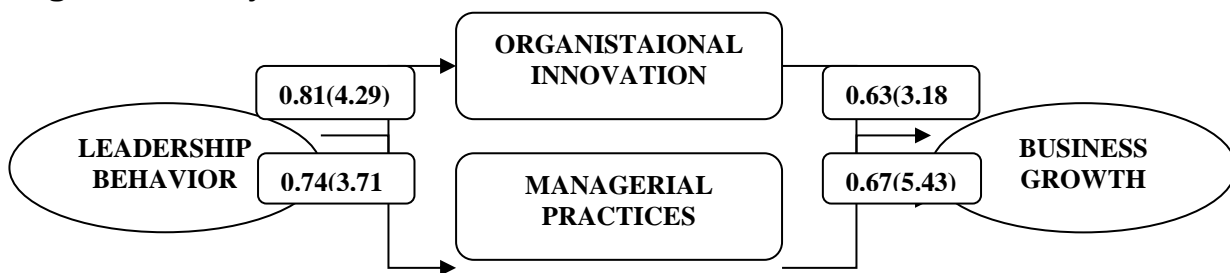 ORGANISTAIONAL
INNOVATION
0.81(4.29)
0.63(3.18
LEADERSHIP
BEHAVIOR
BUSINESS
GROWTH
0.74(3.71
0.67(5.43)
MANAGERIAL
PRACTICES